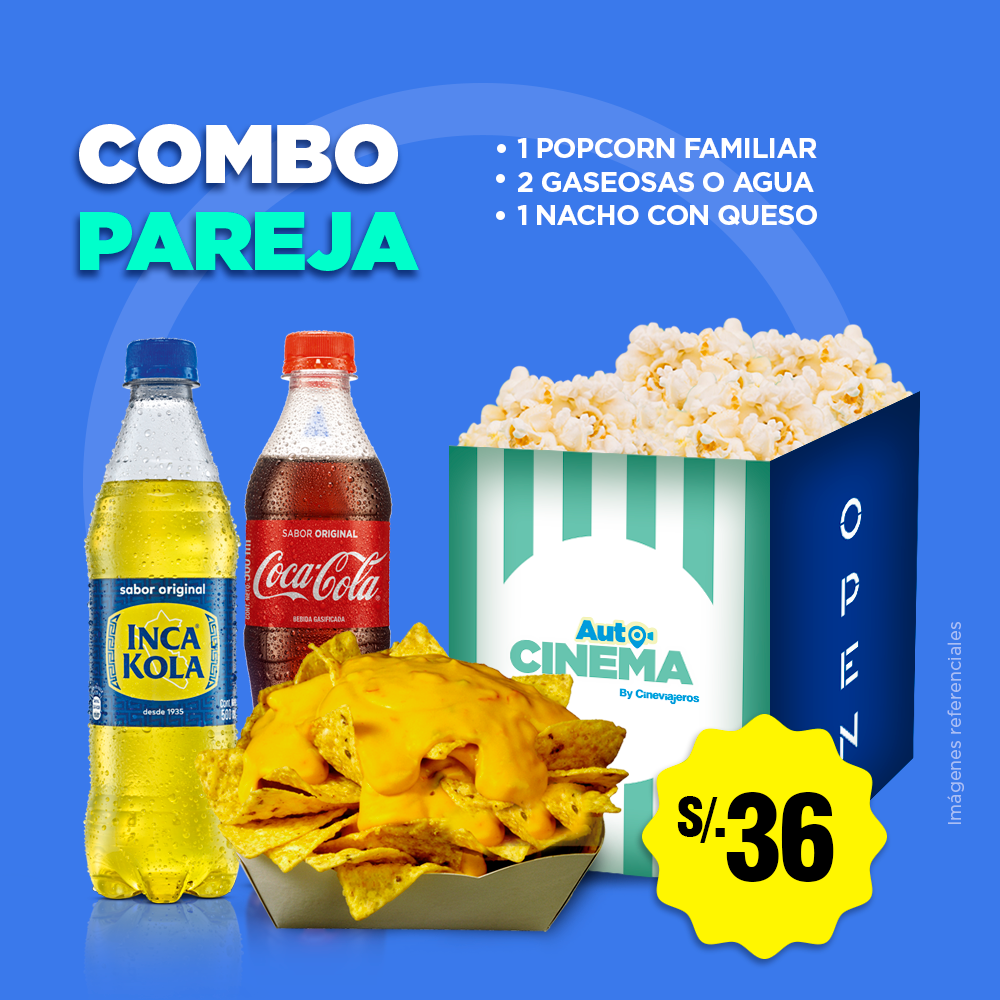 COMBO
PAREJA
• 1 POPCORN FAMILIAR
• 2 GASEOSAS O AGUA
• 1 NACHO CON QUESO
sabor original
INCA
KOLA
®
desde 1935
SABOR ORIGINAL
Coca-Cola
BEBIDA GASIFICADA
Auto
CINEMA
By Cineviajeros
OPEN
S/.36
Imágenes referenciales